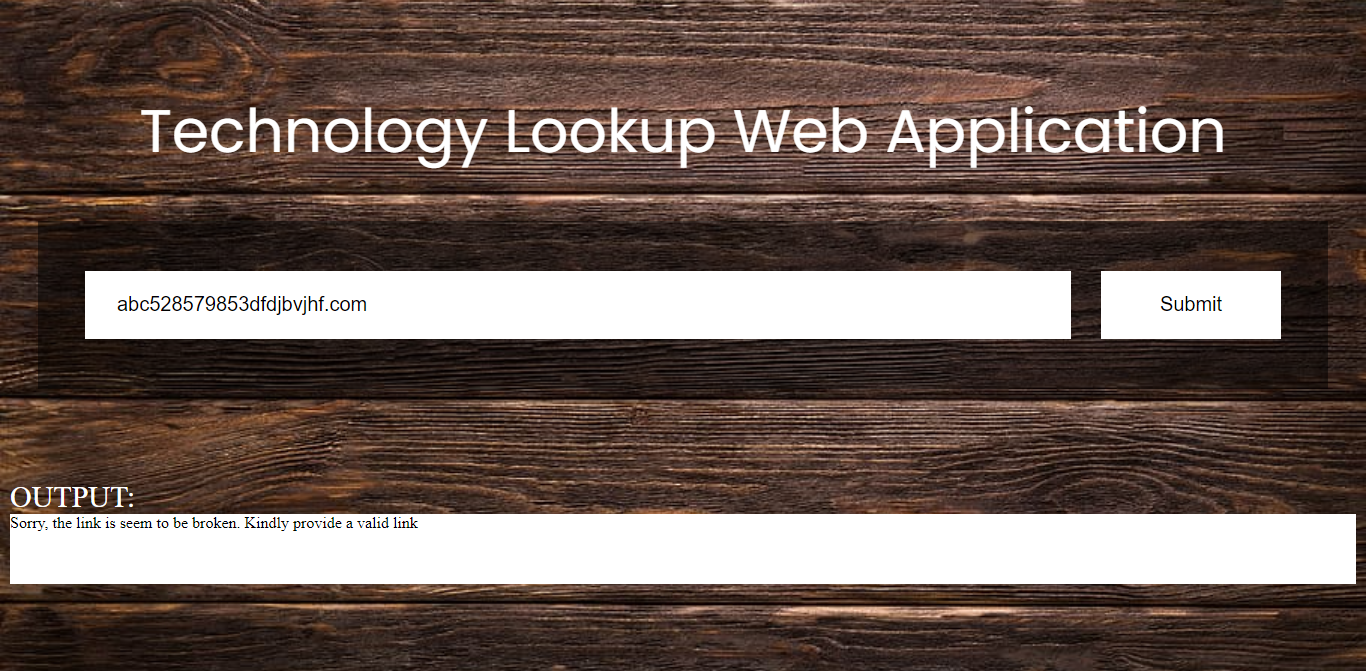 Technology Lookup Web Application
abc528579853dfdjbvjhf.com
Submit
OUTPUT:
Sorry, the link is seem to be broken. Kindly provide a valid link